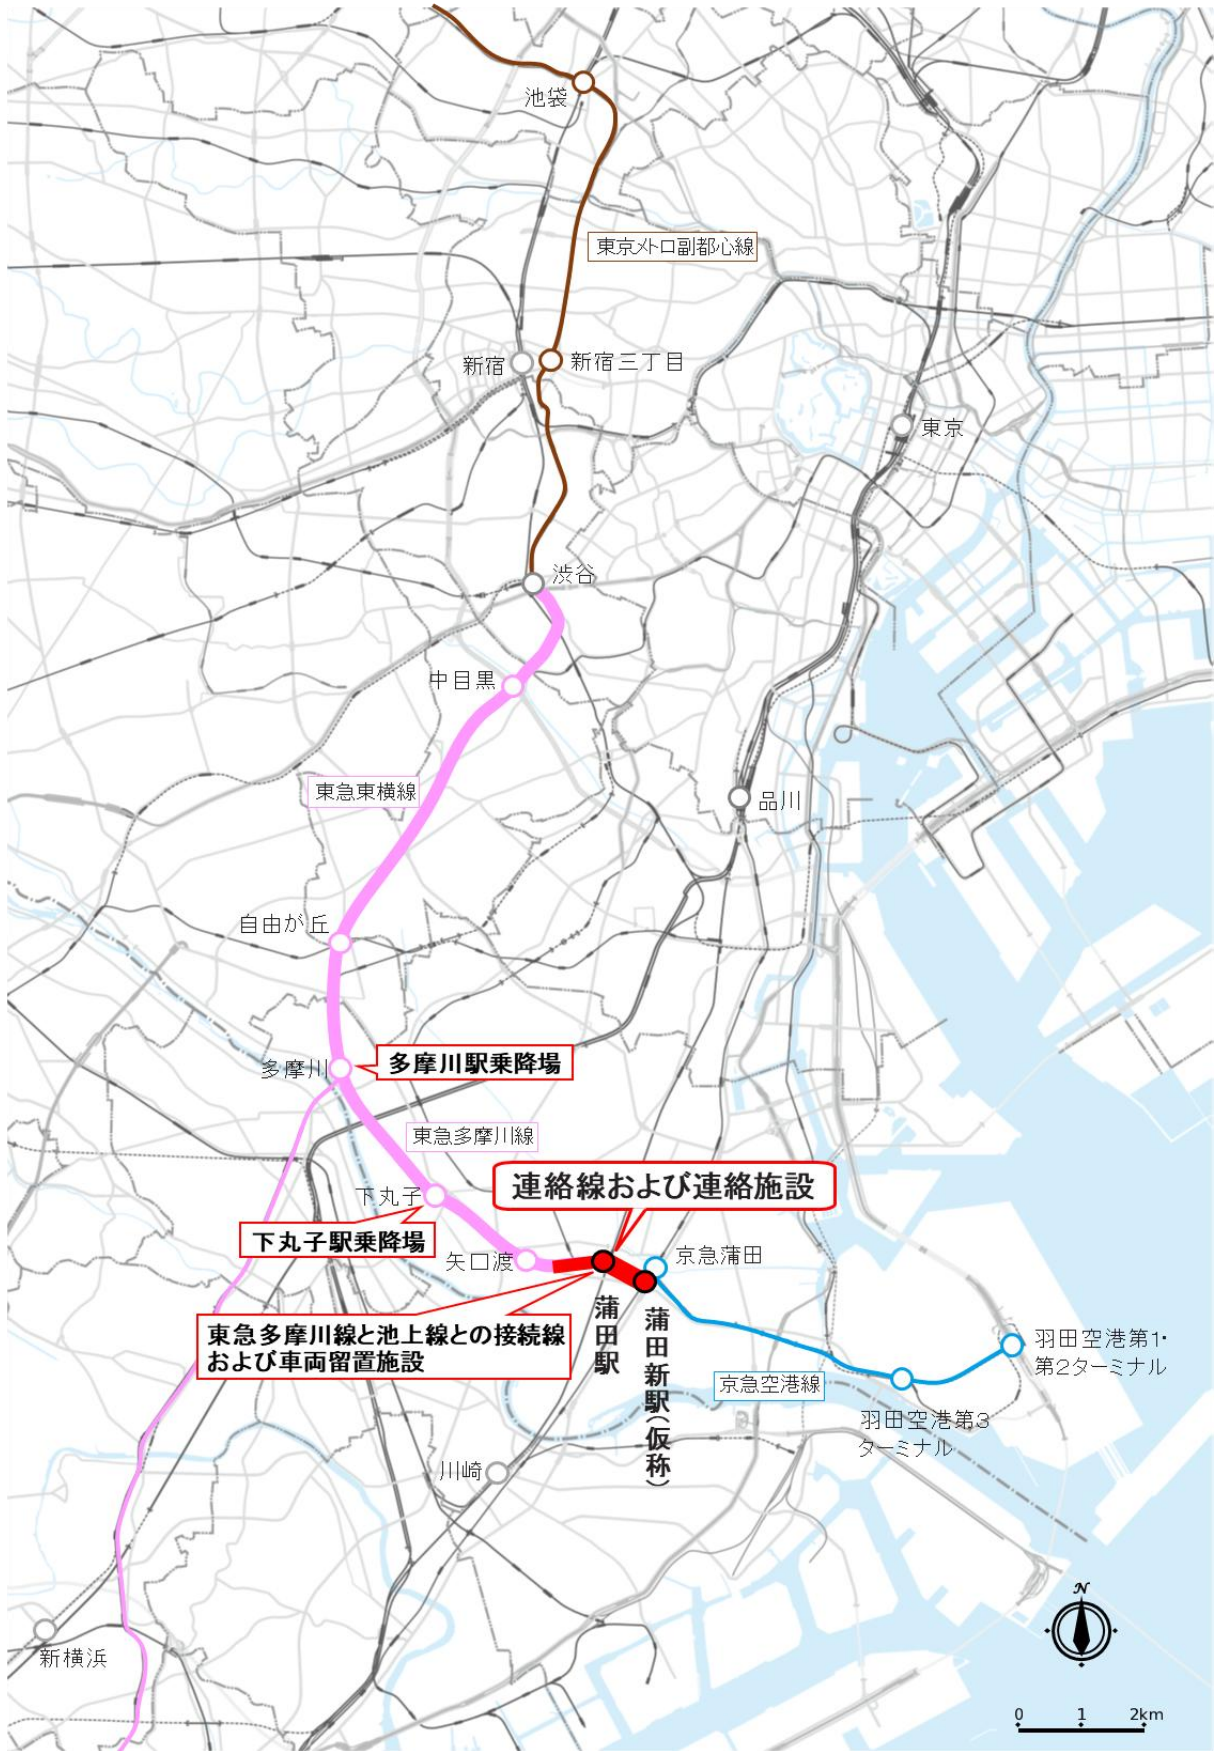 池袋
東京メトロ副都心線
新宿
新宿三丁目
東京
渋谷
中目黒
東急東横線
品川
自由が丘
多摩川
多摩川駅乗降場
東急多摩川線
連絡線および連絡施設
下丸子
下丸子駅乗降場
矢口渡
京急蒲田
蒲田駅
蒲田新駅(仮称)
東急多摩川線と池上線との接続線
および車両留置施設
羽田空港第1・
第2ターミナル
京急空港線
羽田空港第3
ターミナル
川崎
新横浜
N
0 1 2km